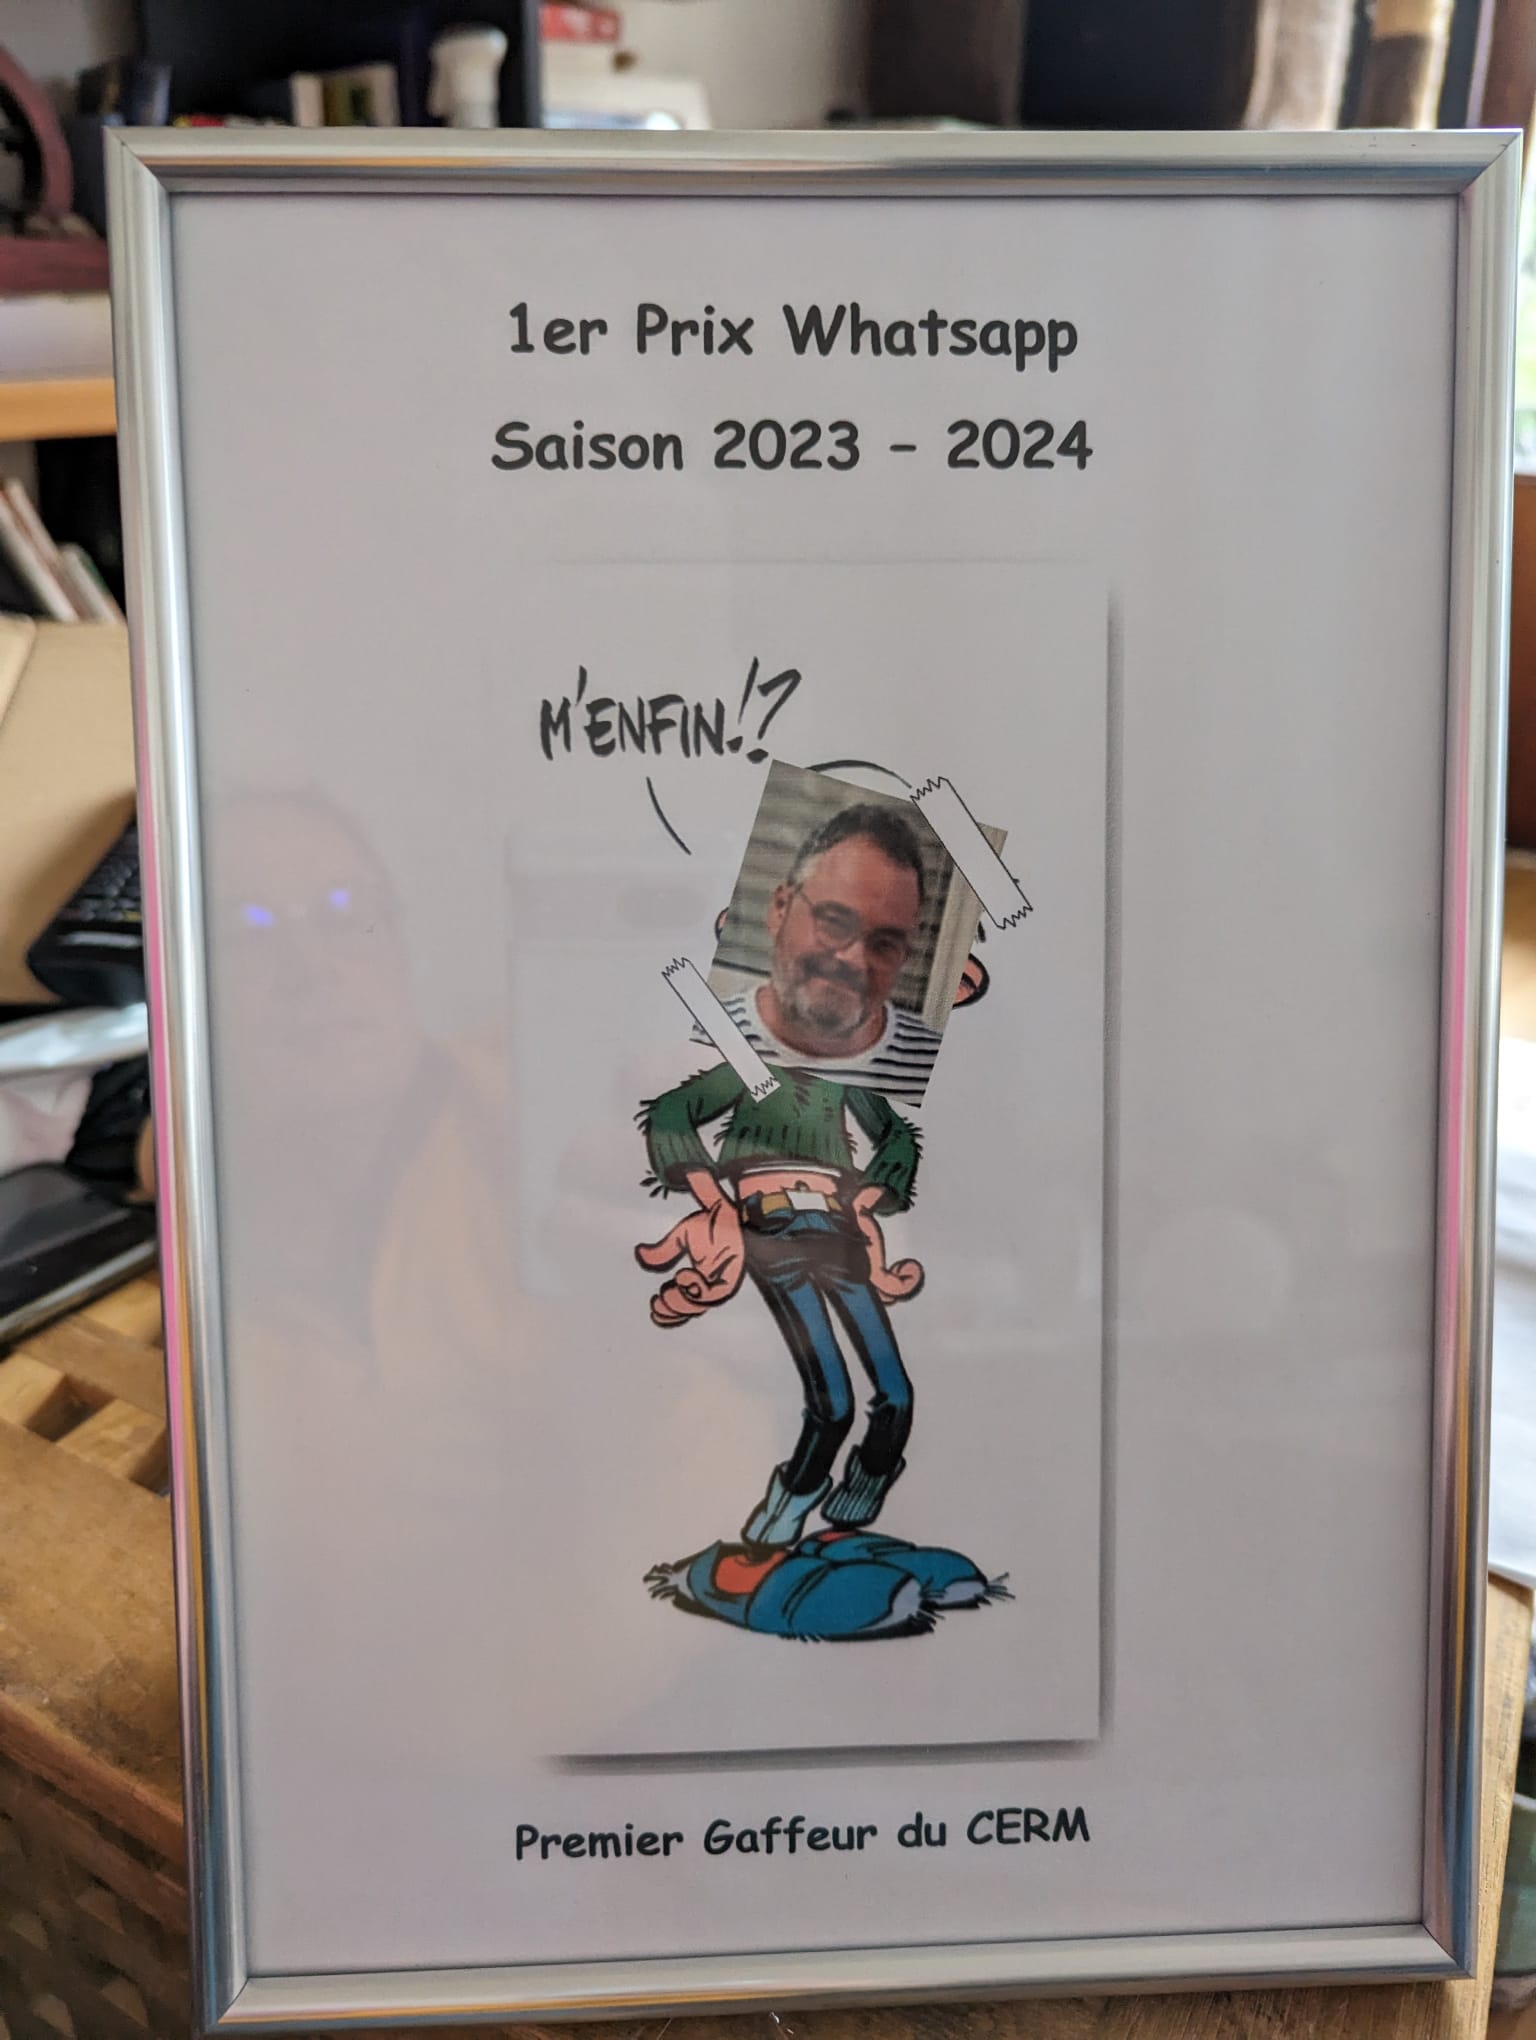 1er Prix Whatsapp
Saison 2023 - 2024
M'ENFIN!?
Premier Gaffeur du CERM